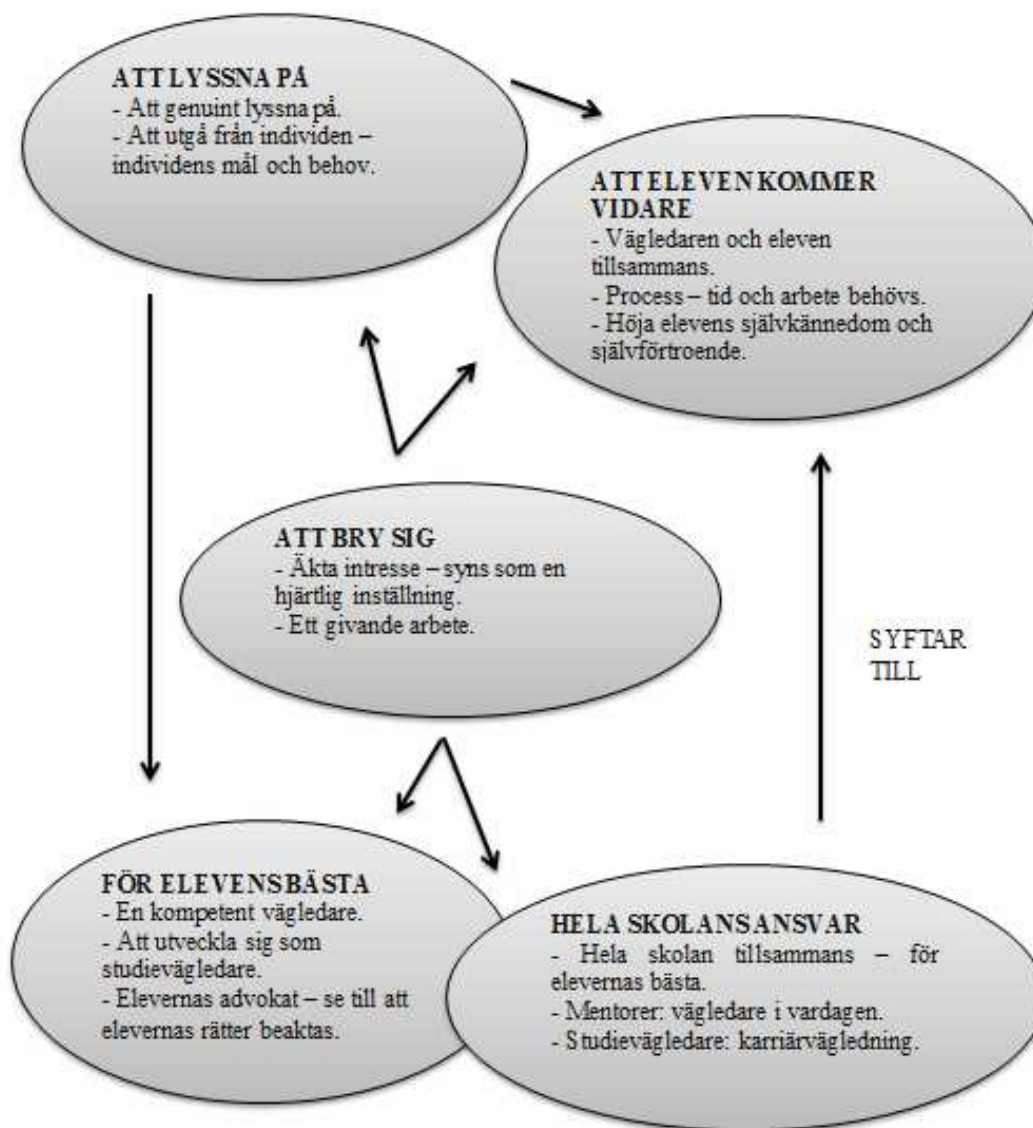 ATT LYSSNA PÅ
- Att genuint lyssna på.
- Att utgå från individen –
individens mål och behov.
ATT ELEVEN KOMMER
VIDARE
- Vägledaren och eleven
tillsammans.
- Process – tid och arbete behövs.
- Höja elevens självkännedom och
självförtroende.
ATT BRY SIG
- Äkta intresse – syns som en
hjärtlig inställning.
- Ett givande arbete.
SYFTAR
TILL
FÖR ELEVENS BÄSTA
- En kompetent vägledare.
- Att utveckla sig som
studievägledare.
- Elevernas advokat – se till att
elevernas rätter beaktas.
HELA SKOLANS ANSVAR
- Hela skolan tillsammans – för
elevernas bästa.
- Mentorer: vägledare i vardagen.
- Studievägledare: karriärvägledning.